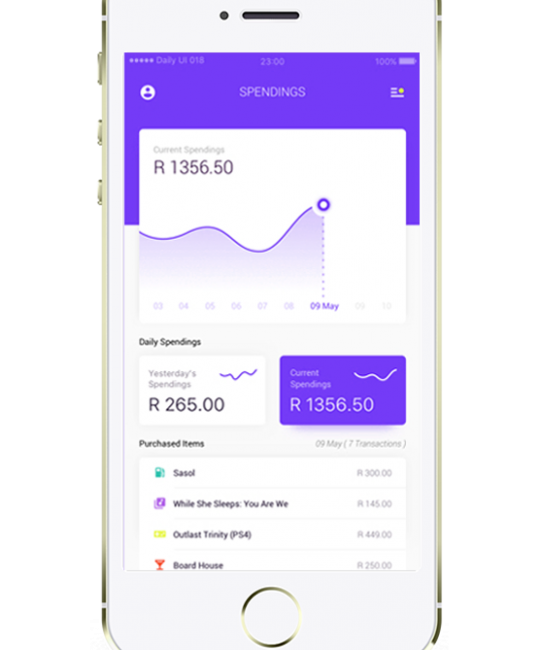 Daily UI 018 23:00 100%
SPENDINGS
Current Spendings
R 1356.50
03 04 05 06 07 08 09 May 09 10
Daily Spendings
Yesterday's
Spendings
R 265.00
Current
Spendings
R 1356.50
Purchased Items 09 May ( 7 Transactions )
Sasol R 300.00
While She Sleeps: You Are We R 145.00
Outlast Trinity (PS4) R 449.00
Board House R 250.00